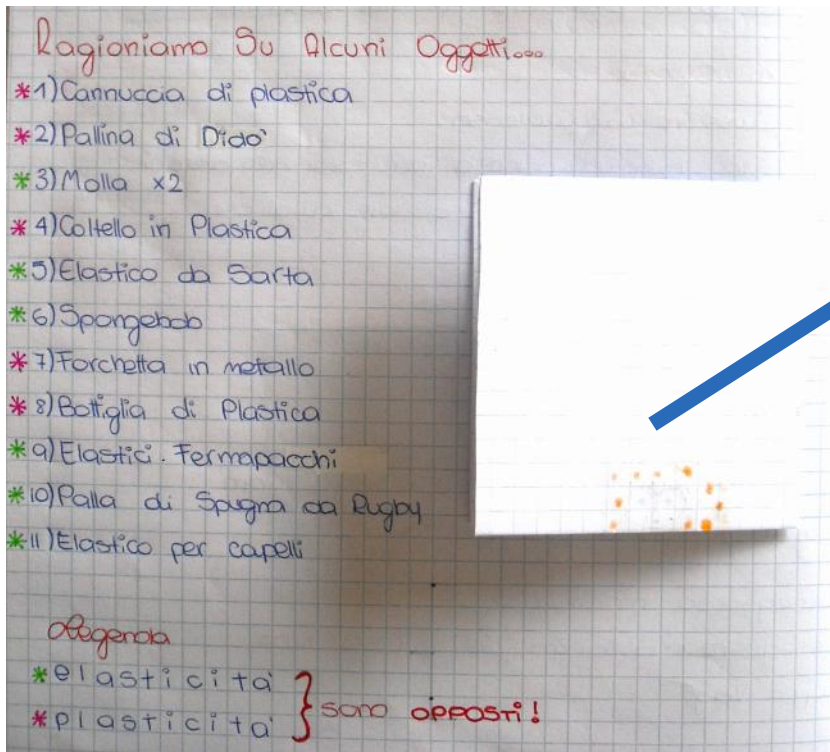 Ragioniamo Su Alcuni Oggetti...
*1) Cannuccia di plastica
*2) Pallina di Didò
*3) Molla x2
*4) Coltello in Plastica
*5) Elastico da Sarta
*6) Spongebob
*7) Forchetta in metallo
*8) Bottiglia di Plastica
*9) Elastici. Fermapacchi
*10) Palla di Spugna da Rugby
*11) Elastico per capelli
Legenda
*elasticità
*plasticità
} sono opposti!